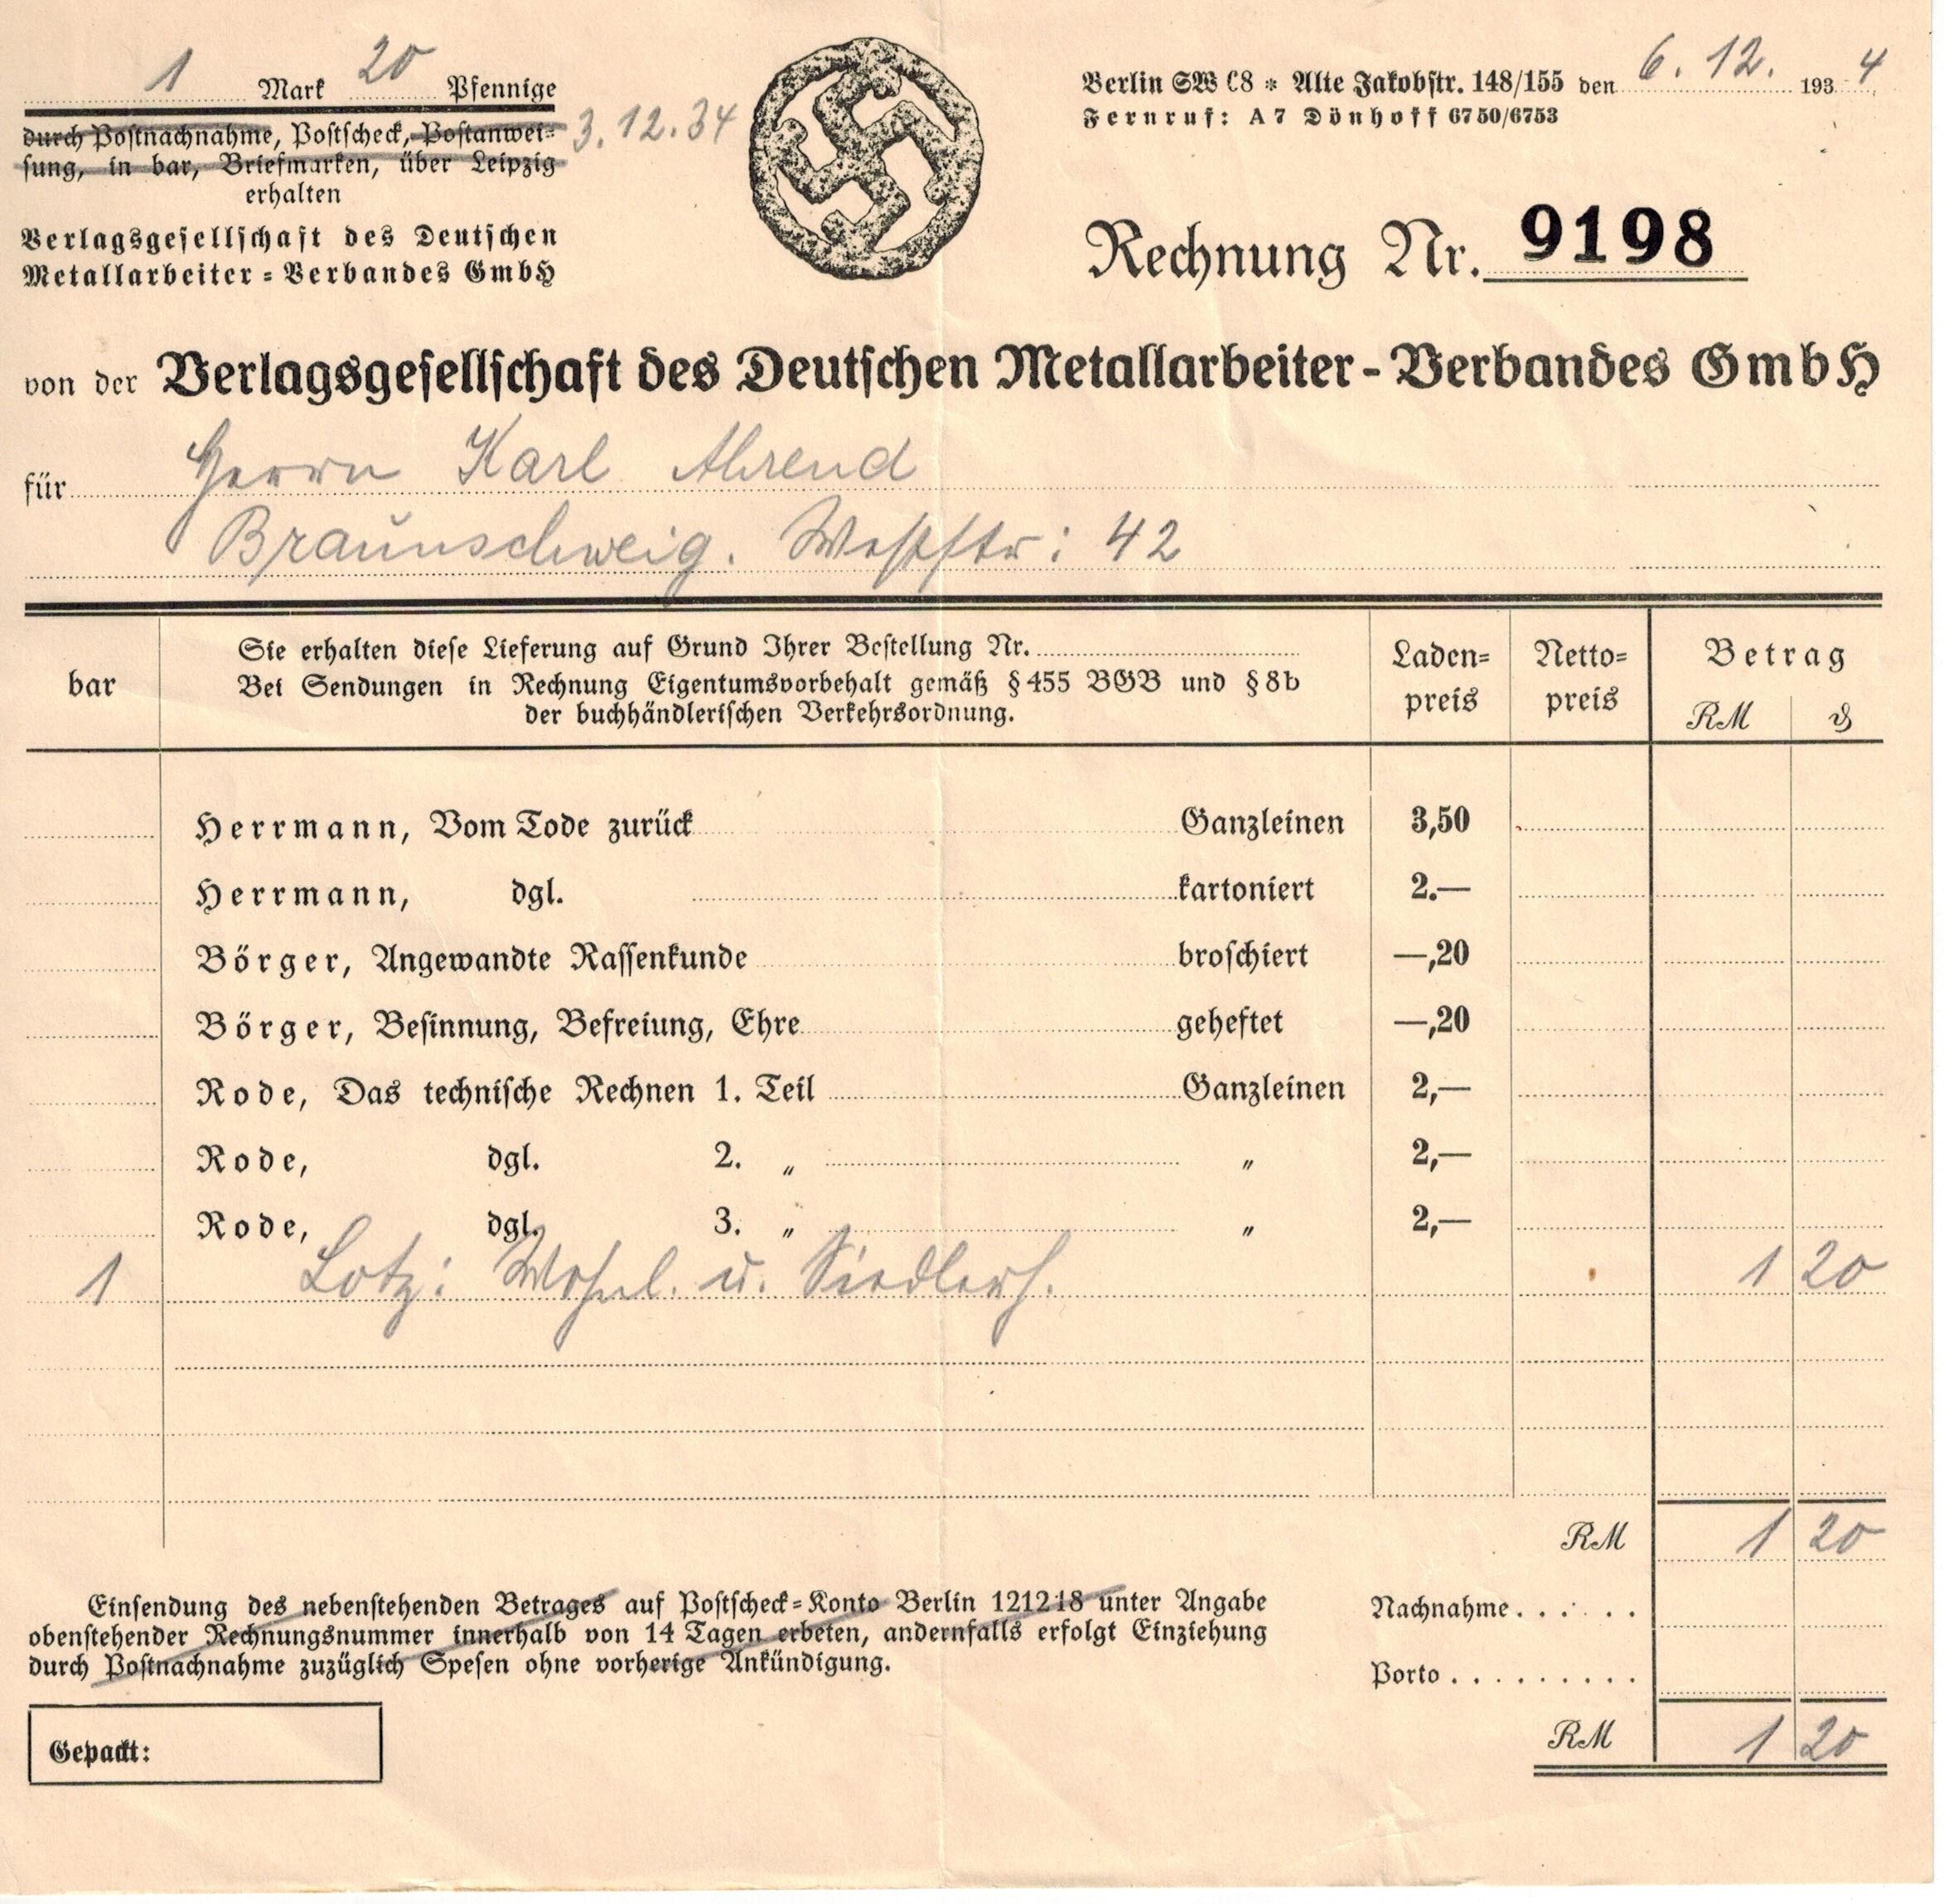 1 Mark 20 Pfennige
durch Postnachnahme, Postscheck, Postanwei-
sung, in bar, Briefmarken, über Leipzig
erhalten
3.12.34
Verlagsgesellschaft des Deutschen
Metallarbeiter-Verbandes GmbH
Berlin SW 68 * Alte Jakobstr. 148/155 den 6.12. 1934
Fernruf: A 7 Dönhoff 6750/6753
Rechnung Nr. 9198
von der Verlagsgesellschaft des Deutschen Metallarbeiter-Verbandes GmbH
für Herrn Karl Ahrend
Braunschweig. 42
bar
Sie erhalten diese Lieferung auf Grund Ihrer Bestellung Nr.
Bei Sendungen in Rechnung Eigentumsvorbehalt gemäß § 455 BGB und § 8b
der buchhändlerischen Verkehrsordnung.
Laden-
preis
Netto-
preis
Betrag
RM ₰
Herrmann, Vom Tode zurück Ganzleinen 3,50
Herrmann, dgl. kartoniert 2.—
Börger, Angewandte Rassenkunde broschiert —,20
Börger, Besinnung, Befreiung, Ehre geheftet —,20
Rode, Das technische Rechnen 1. Teil Ganzleinen 2,—
Rode, dgl. 2. „ „ 2,—
Rode, dgl. 3. „ „ 2,—
1 Lotz: Wohnl. u. Siedlerh. 1 20
RM 1 20
Einsendung des nebenstehenden Betrages auf Postscheck-Konto Berlin 121218 unter Angabe
obenstehender Rechnungsnummer innerhalb von 14 Tagen erbeten, andernfalls erfolgt Einziehung
durch Postnachnahme zuzüglich Spesen ohne vorherige Ankündigung.
Nachnahme . . . . . .
Porto . . . . . . . . .
Gepackt:
RM 1 20